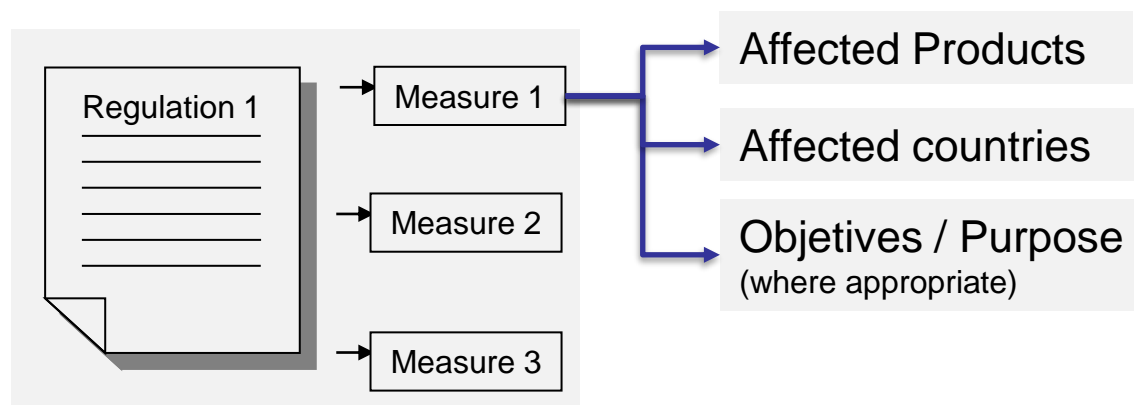 Regulation 1
Measure 1
Measure 2
Measure 3
Affected Products
Affected countries
Objetives / Purpose
(where appropriate)